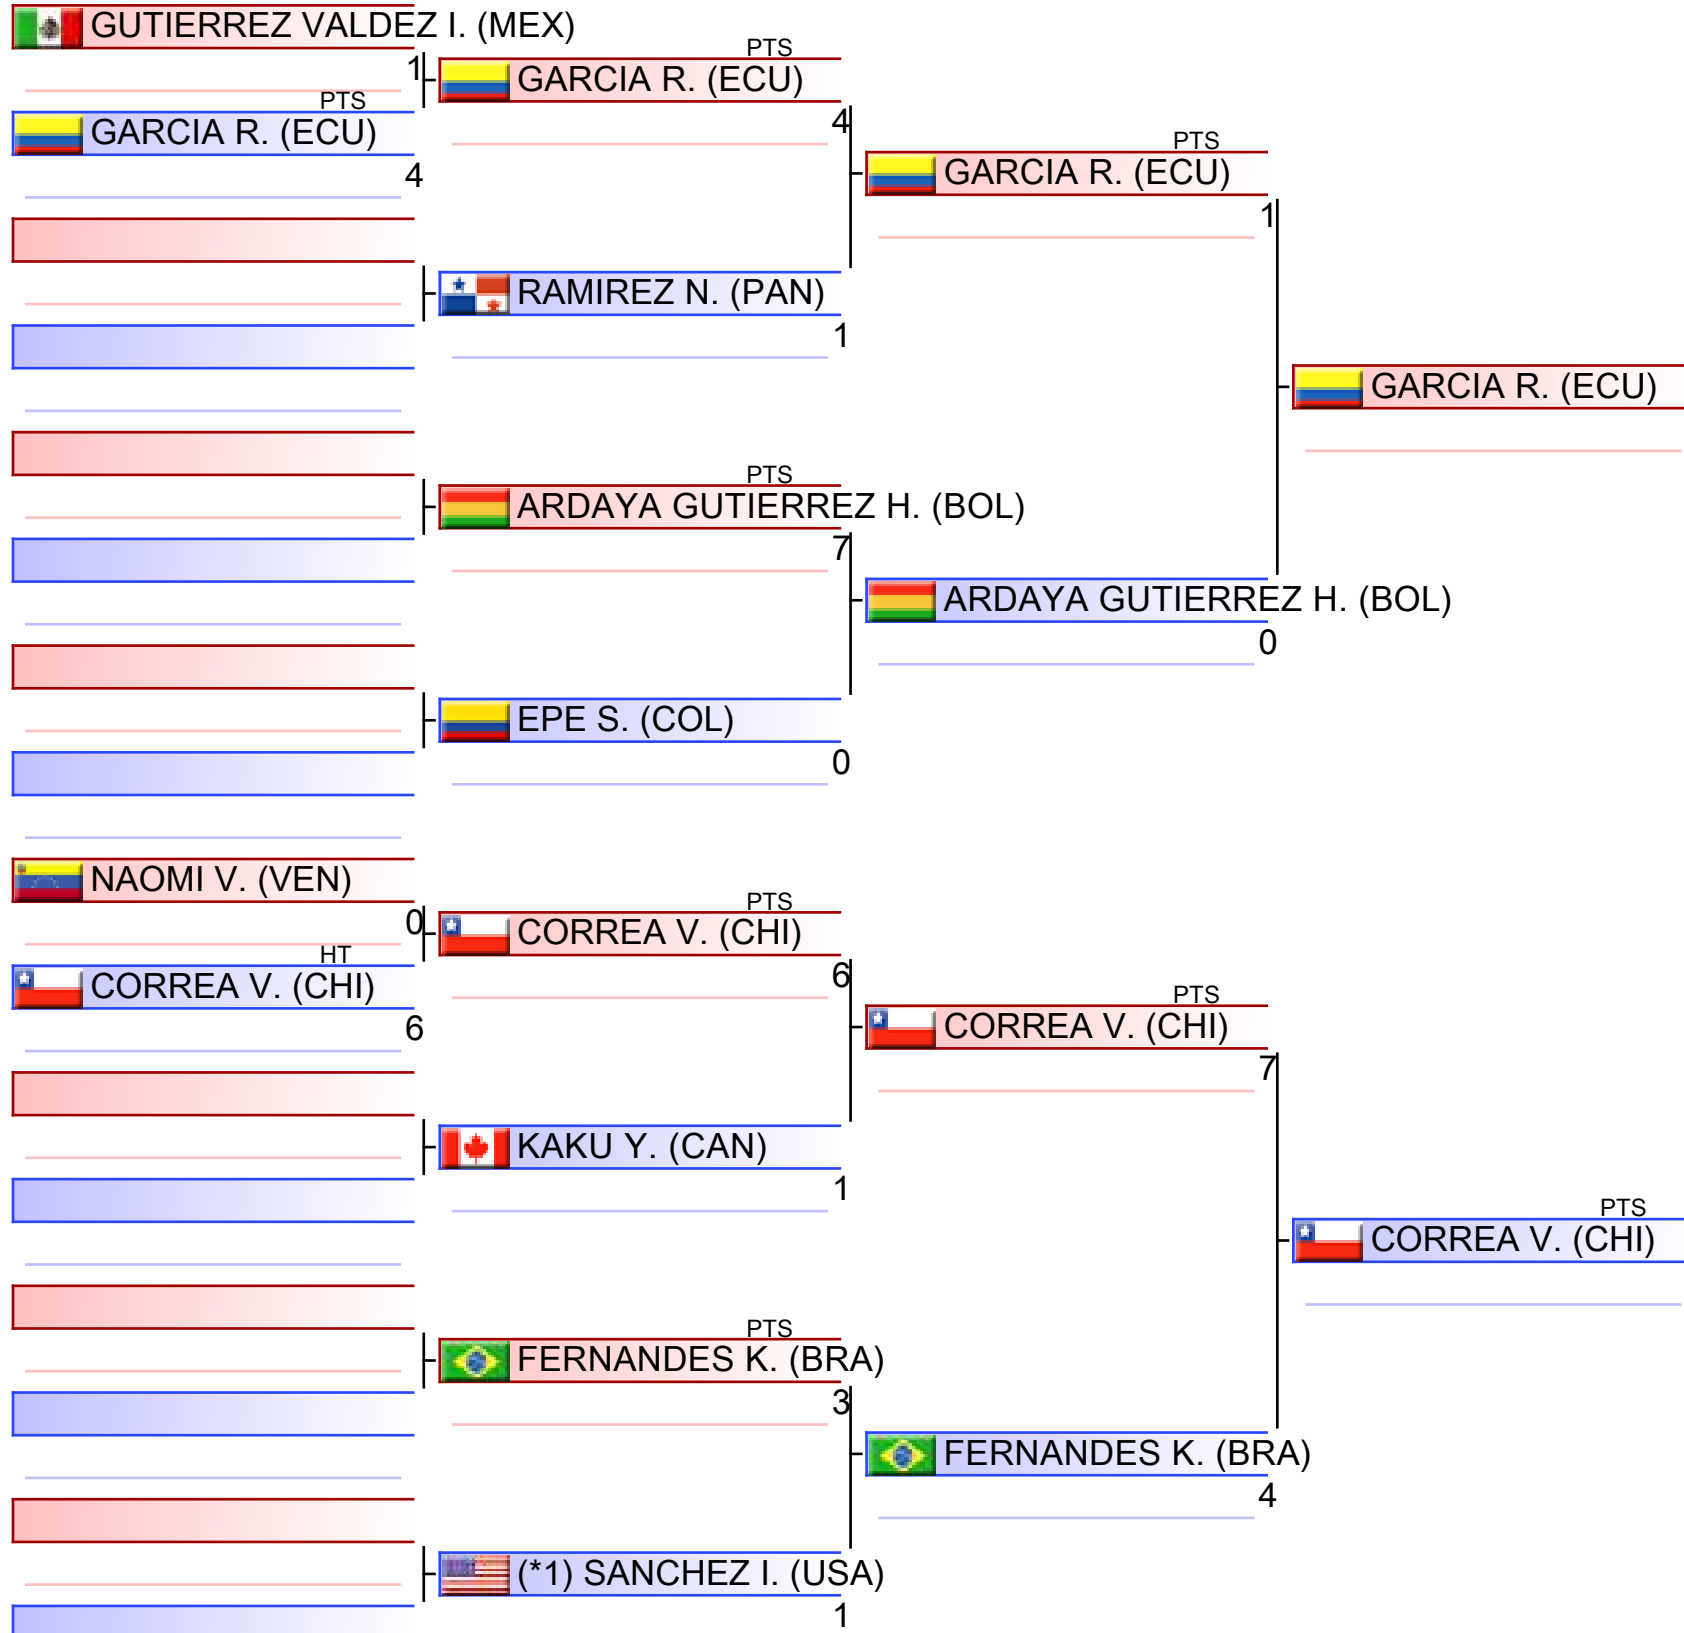 GUTIERREZ VALDEZ I. (MEX)
1
PTS
GARCIA R. (ECU)
4
NAOMI V. (VEN)
0
HT
CORREA V. (CHI)
6
PTS
GARCIA R. (ECU)
4
RAMIREZ N. (PAN)
1
PTS
ARDAYA GUTIERREZ H. (BOL)
7
EPE S. (COL)
0
PTS
CORREA V. (CHI)
6
KAKU Y. (CAN)
1
PTS
FERNANDES K. (BRA)
3
(*1) SANCHEZ I. (USA)
1
PTS
GARCIA R. (ECU)
1
ARDAYA GUTIERREZ H. (BOL)
0
PTS
CORREA V. (CHI)
7
FERNANDES K. (BRA)
4
GARCIA R. (ECU)
PTS
CORREA V. (CHI)